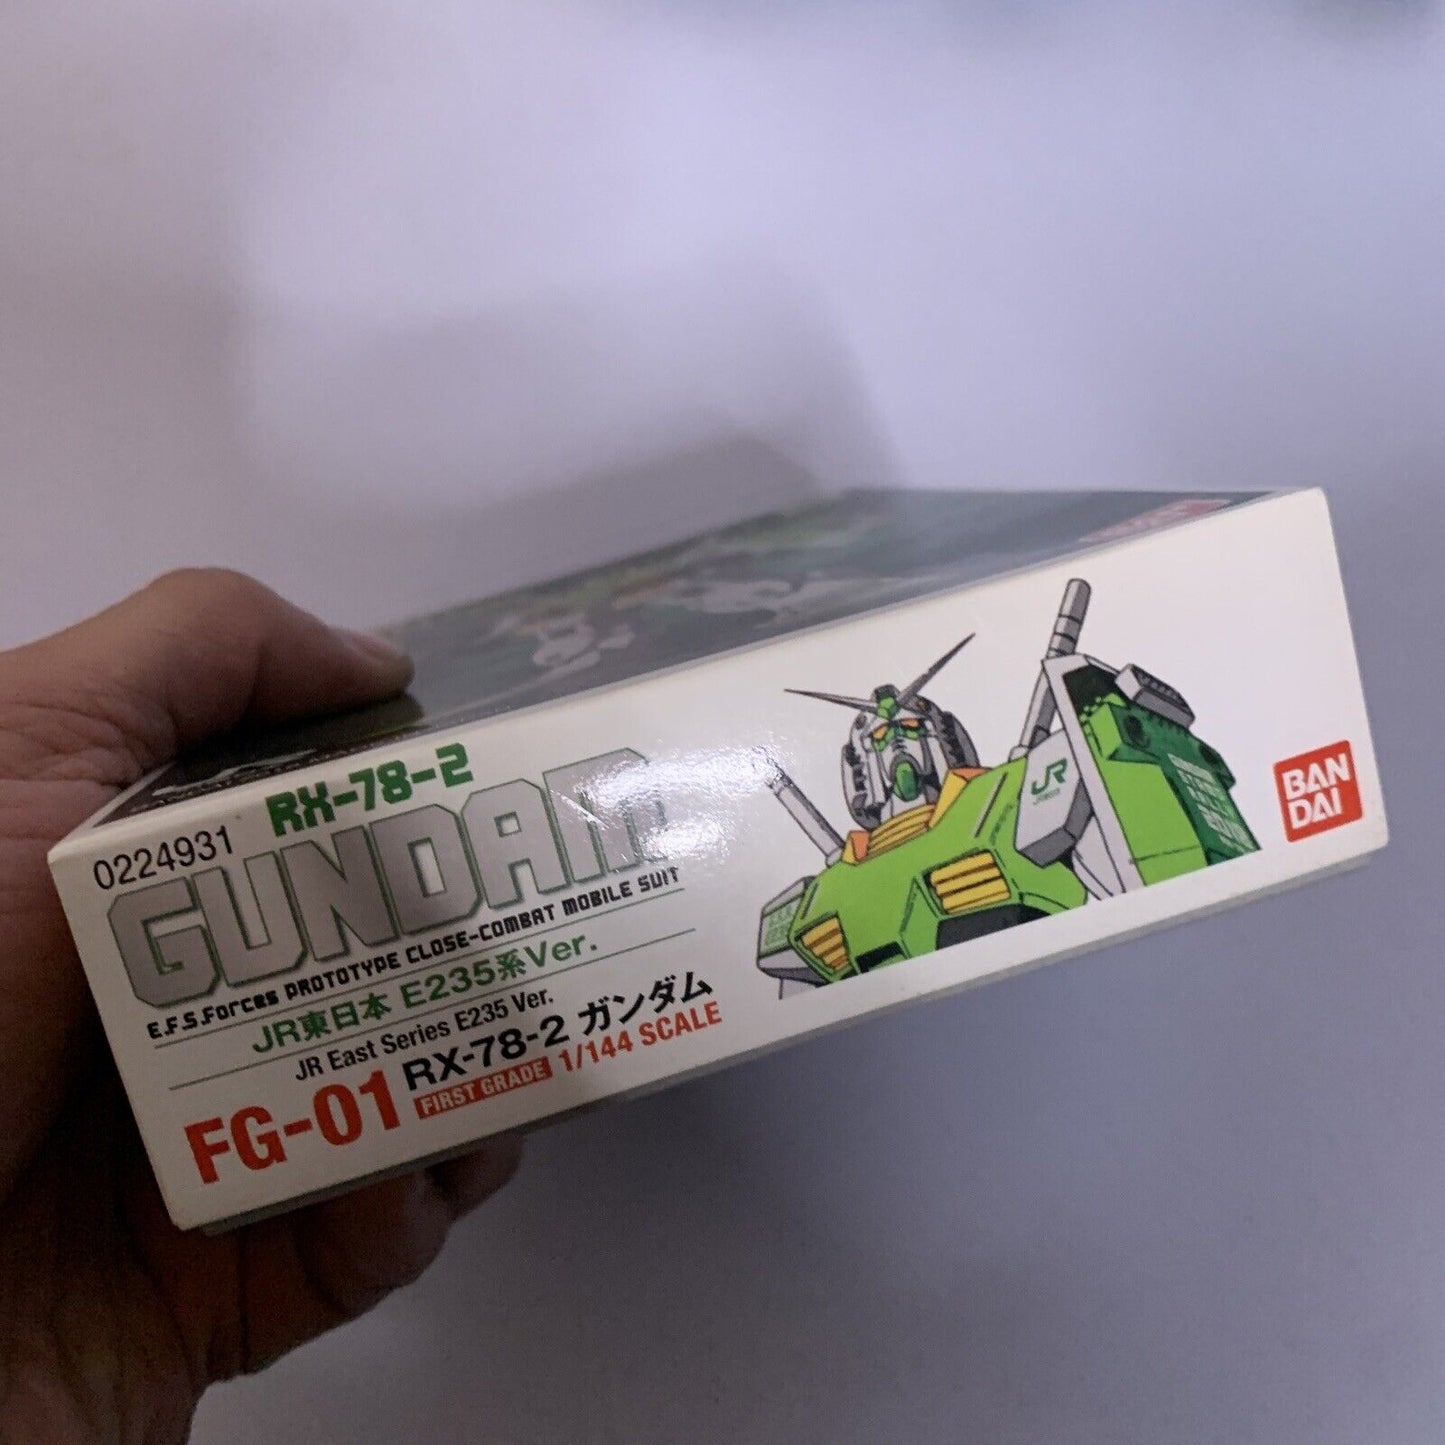 RX-78-2
0224931
GUNDAM
E.F.S.Forces PROTOTYPE CLOSE-COMBAT MOBILE SUIT
JR東日本 E235系Ver.
JR East Series E235 Ver.
FG-01
RX-78-2 ガンダム
FIRST GRADE 1/144 SCALE
JR
BAN
DAI